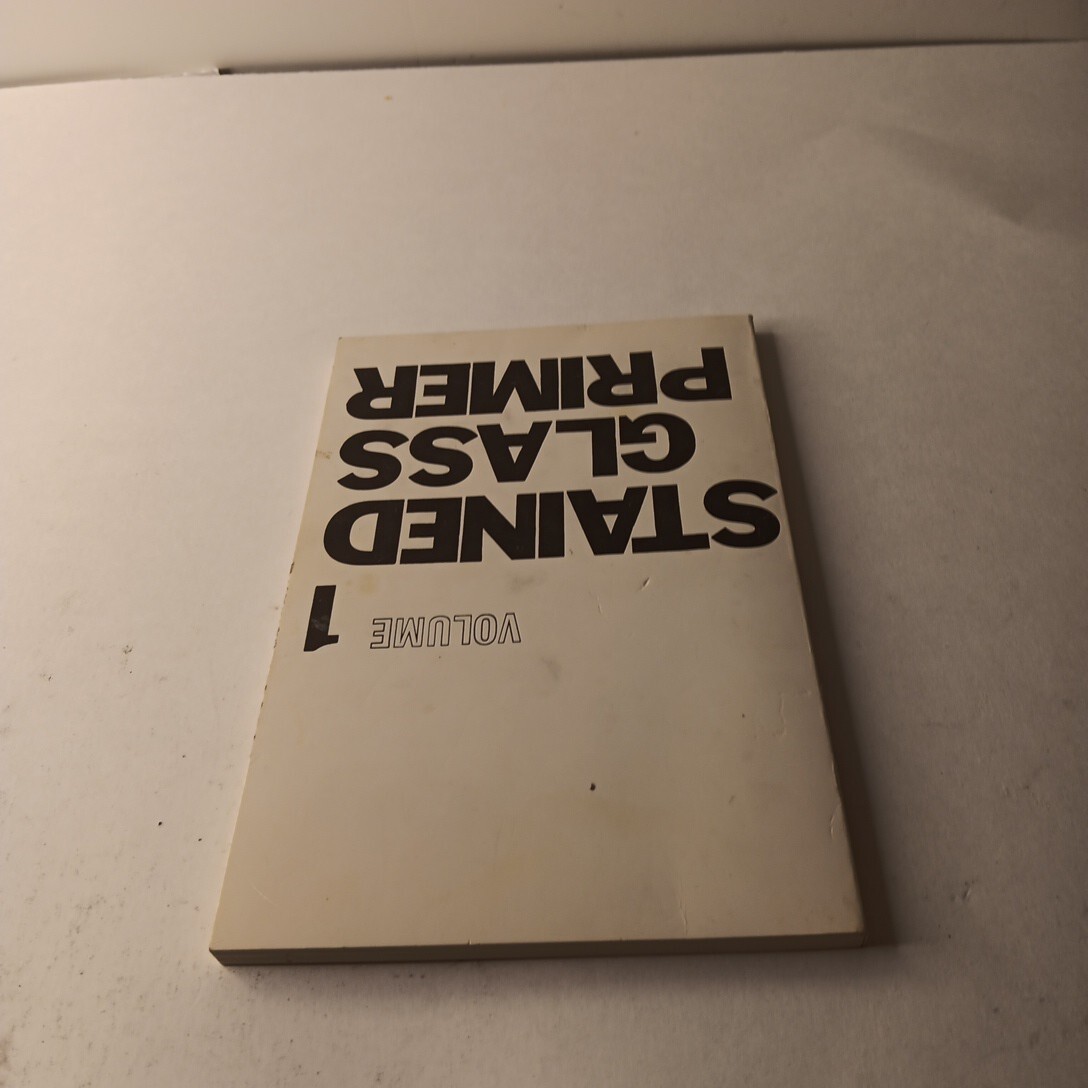 VOLUME 1
STAINED
GLASS
PRIMER